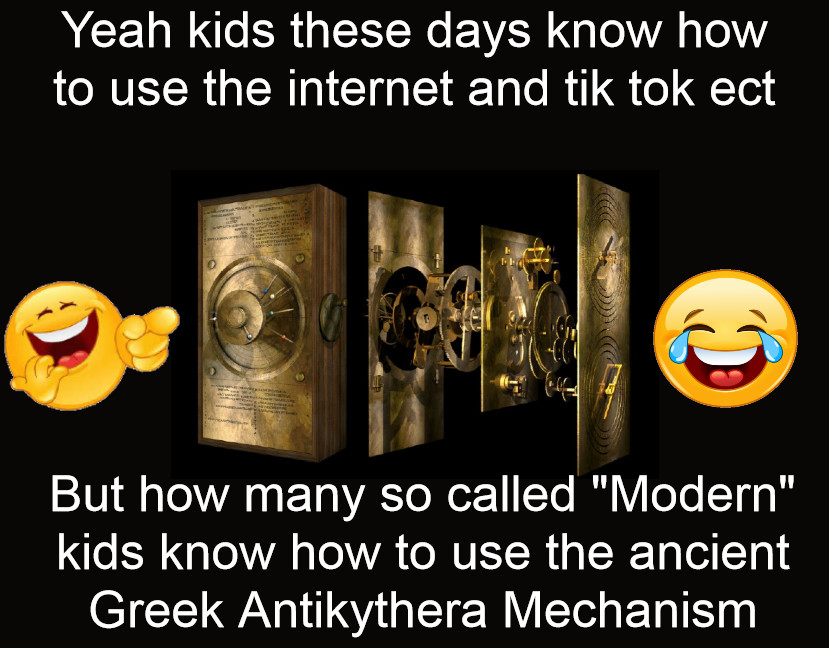 Yeah kids these days know how
to use the internet and tik tok ect
But how many so called "Modern"
kids know how to use the ancient
Greek Antikythera Mechanism